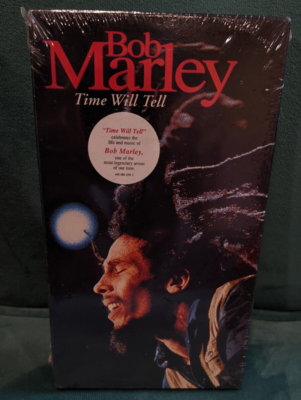 Bob
Marley
Time Will Tell
"Time Will Tell"
celebrates the
life and music of
Bob Marley,
one of the
most legendary artists
of our time.